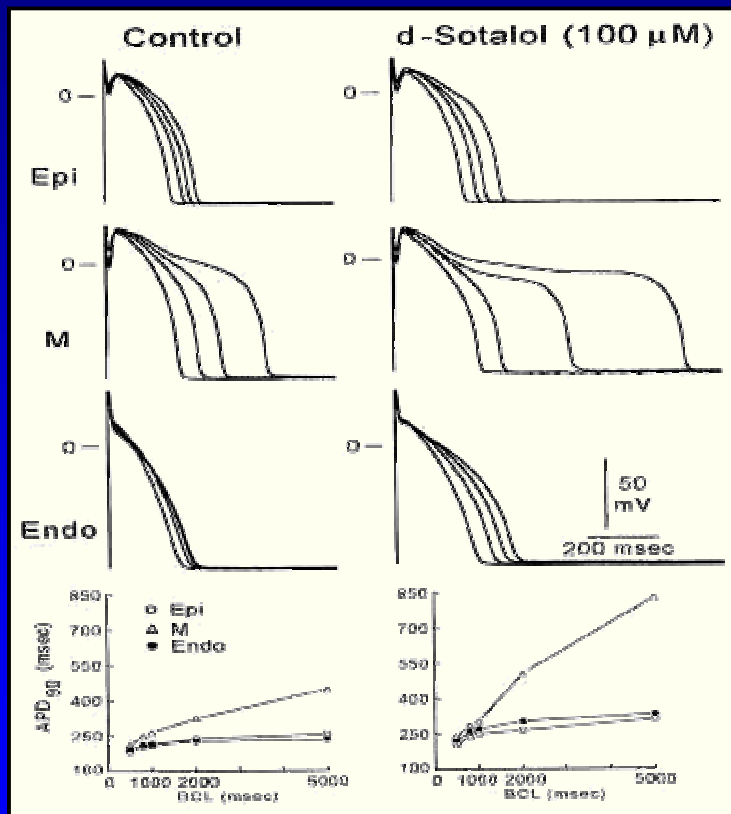 Control
d-Sotalol (100 µM)
0
0
Epi
0
0
M
0
0
Endo
50
mV
200 msec
850
700
550
400
250
100
APD90 (msec)
Epi
M
Endo
0 1000 2000 5000
BCL (msec)
850
700
550
400
250
100
0 1000 2000 5000
BCL (msec)